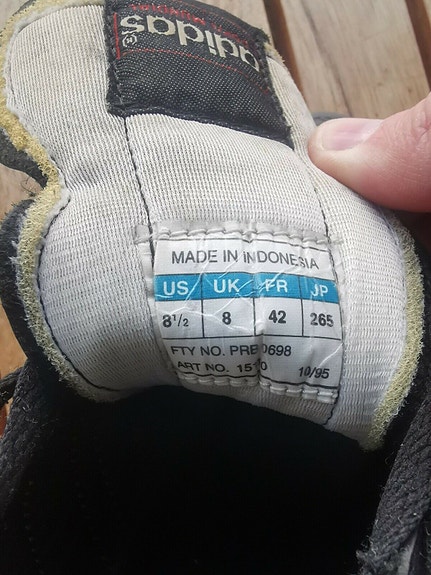 adidas
MADE IN INDONESIA
US UK FR JP
8½ 8 42 265
FTY NO.
ART NO. 10/95